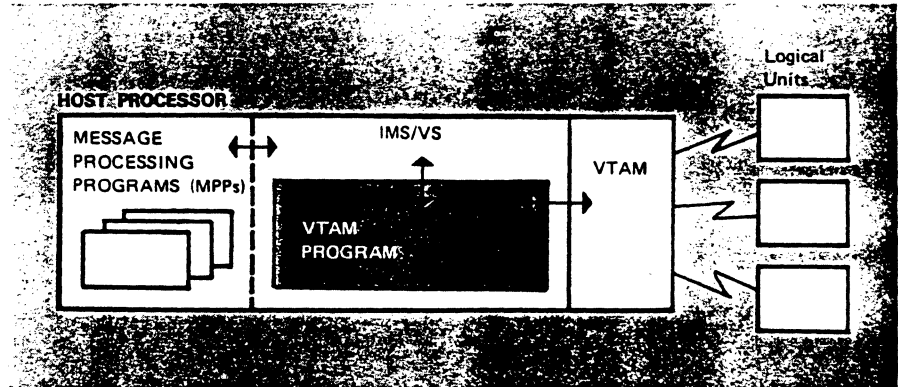 Logical
Units
HOST PROCESSOR
MESSAGE
PROCESSING
PROGRAMS (MPPs)
IMS/VS
VTAM
VTAM
PROGRAM